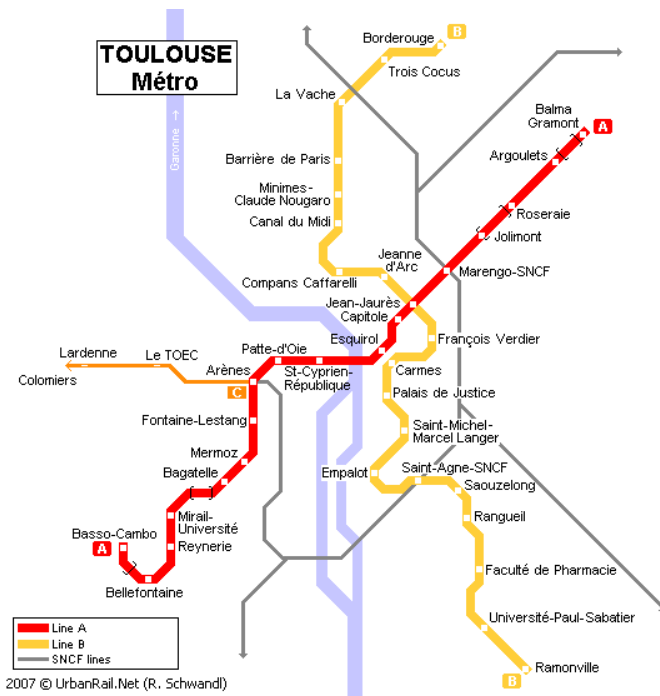 TOULOUSE
Métro
Garonne →
B
Borderouge
Trois Cocus
La Vache
Balma
Gramont
A
Argoulets
Barrière de Paris
Minimes-
Claude Nougaro
Roseraie
Canal du Midi
Jolimont
Jeanne
d'Arc
Marengo-SNCF
Compans Caffarelli
Jean-Jaurès
Capitole
Esquirol
François Verdier
Patte-d'Oie
Lardenne
Le TOEC
St-Cyprien-
République
Carmes
Arènes
Colomiers
C
Palais de Justice
Fontaine-Lestang
Saint-Michel-
Marcel Langer
Mermoz
Bagatelle
Empalot
Saint-Agne-SNCF
Saouzelong
Mirail-
Université
Rangueil
Basso-Cambo
A
Reynerie
Bellefontaine
Faculté de Pharmacie
Université-Paul-Sabatier
Line A
Line B
SNCF lines
Ramonville
B
2007 © UrbanRail.Net (R. Schwandl)